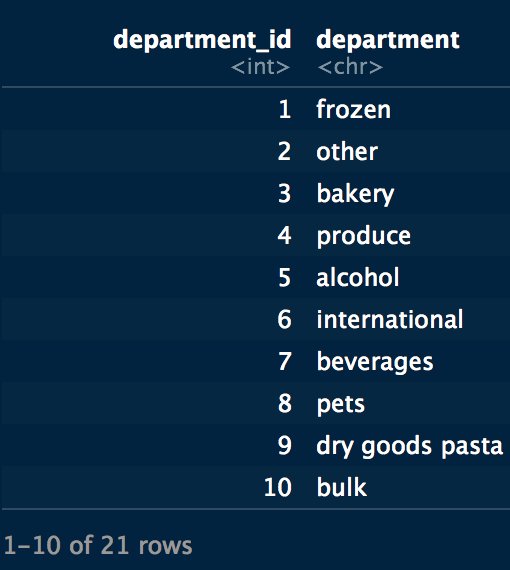 department_id department
<int> <chr>
1 frozen
2 other
3 bakery
4 produce
5 alcohol
6 international
7 beverages
8 pets
9 dry goods pasta
10 bulk
1–10 of 21 rows